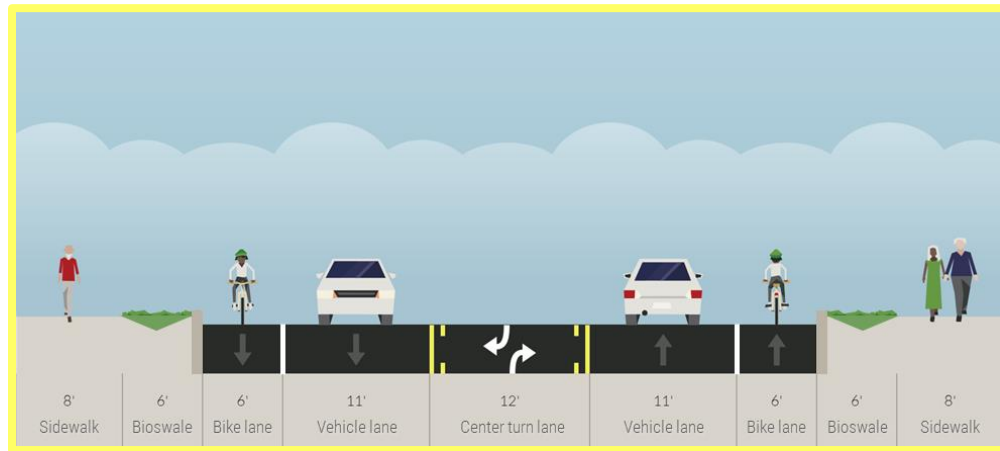 8' 6' 6' 11' 12' 11' 6' 6' 8'
Sidewalk Bioswale Bike lane Vehicle lane Center turn lane Vehicle lane Bike lane Bioswale Sidewalk